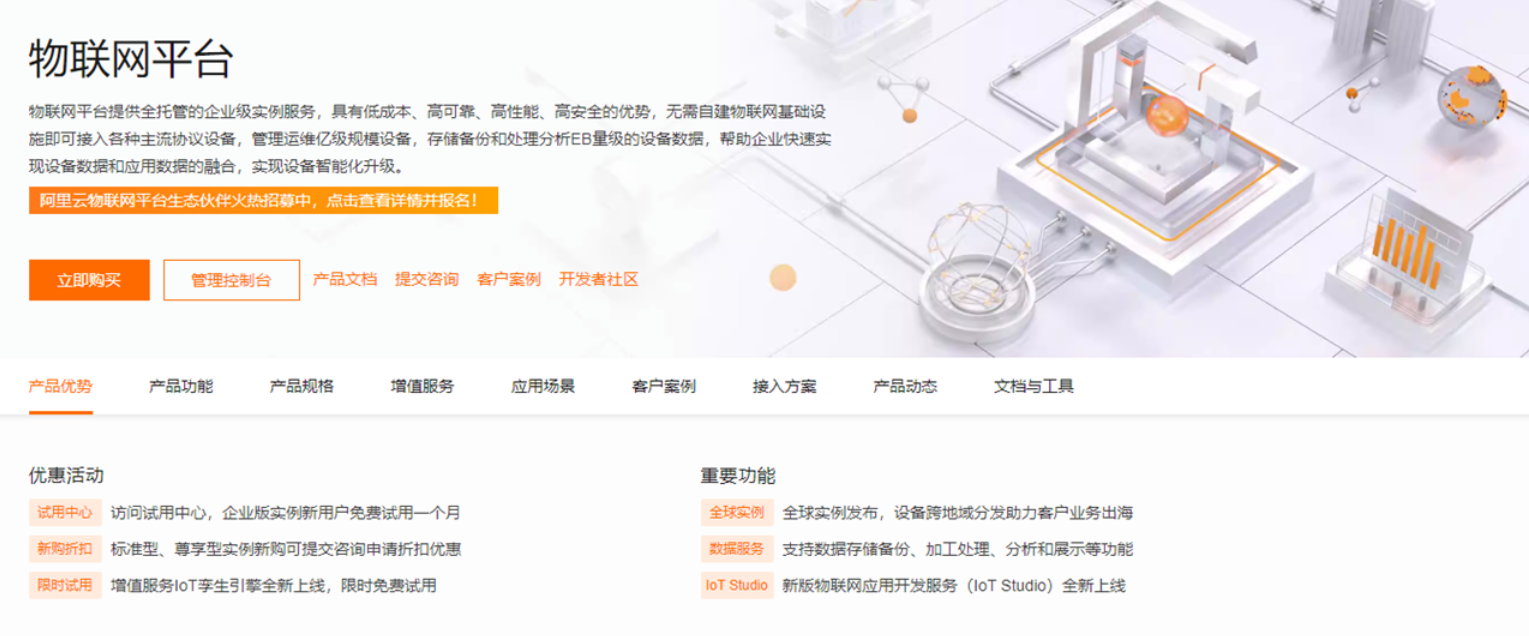 物联网平台
物联网平台提供全托管的企业级实例服务，具有低成本、高可靠、高性能、高安全的优势，无需自建物联网基础设
施即可接入各种主流协议设备，管理运维亿级规模设备，存储备份和处理分析EB量级的设备数据，帮助企业快速实
现设备数据和应用数据的融合，实现设备智能化升级。
阿里云物联网平台生态伙伴火热招募中，点击查看详情并报名！
立即购买 管理控制台 产品文档 提交咨询 客户案例 开发者社区
产品优势 产品功能 产品规格 增值服务 应用场景 客户案例 接入方案 产品动态 文档与工具
优惠活动
试用中心 访问试用中心，企业版实例新用户免费试用一个月
新购折扣 标准型、尊享型实例新购可提交咨询申请折扣优惠
限时试用 增值服务IoT孪生引擎全新上线，限时免费试用
重要功能
全球实例 全球实例发布，设备跨地域分发助力客户业务出海
数据服务 支持数据存储备份、加工处理、分析和展示等功能
IoT Studio 新版物联网应用开发服务（IoT Studio）全新上线